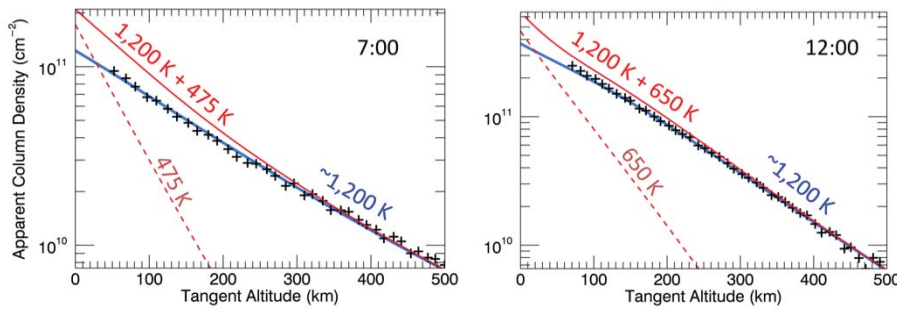 7:00
1,200 K + 475 K
475 K
~1,200 K
10¹¹
10¹⁰
Apparent Column Density (cm⁻²)
0 100 200 300 400 500
Tangent Altitude (km)
12:00
1,200 K + 650 K
650 K
~1,200 K
10¹¹
10¹⁰
0 100 200 300 400 500
Tangent Altitude (km)